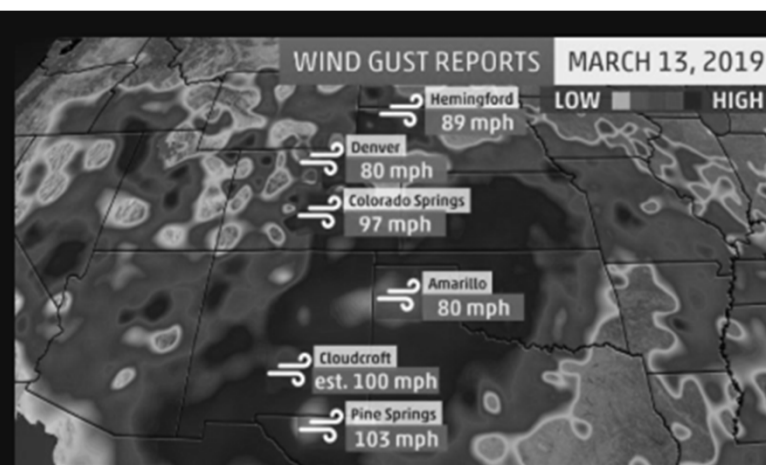 WIND GUST REPORTS
MARCH 13, 2019
LOW
HIGH
Hemingford
89 mph
Denver
80 mph
Colorado Springs
97 mph
Amarillo
80 mph
Cloudcroft
est. 100 mph
Pine Springs
103 mph